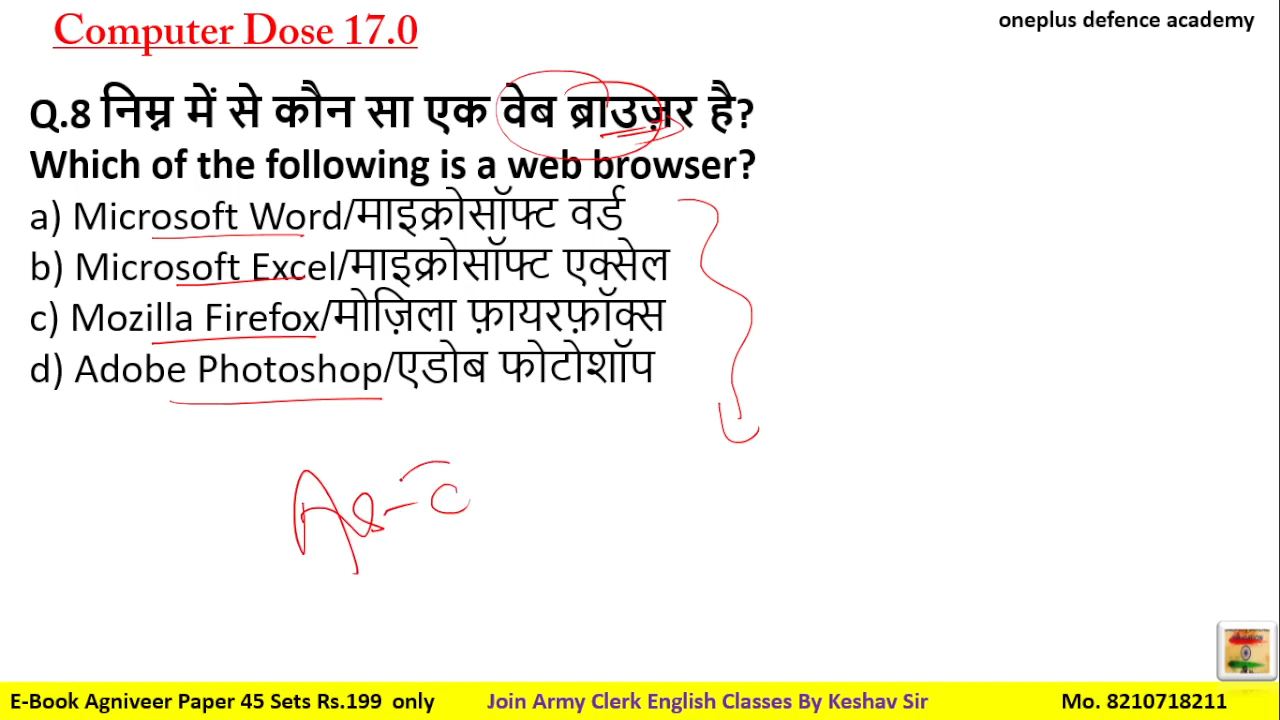 Computer Dose 17.0
oneplus defence academy
Q.8 निम्न में से कौन सा एक वेब ब्राउज़र है?
Which of the following is a web browser?
a) Microsoft Word/माइक्रोसॉफ्ट वर्ड
b) Microsoft Excel/माइक्रोसॉफ्ट एक्सेल
c) Mozilla Firefox/मोज़िला फ़ायरफ़ॉक्स
d) Adobe Photoshop/एडोब फोटोशॉप
As-c
E-Book Agniveer Paper 45 Sets Rs.199 only Join Army Clerk English Classes By Keshav Sir Mo. 8210718211